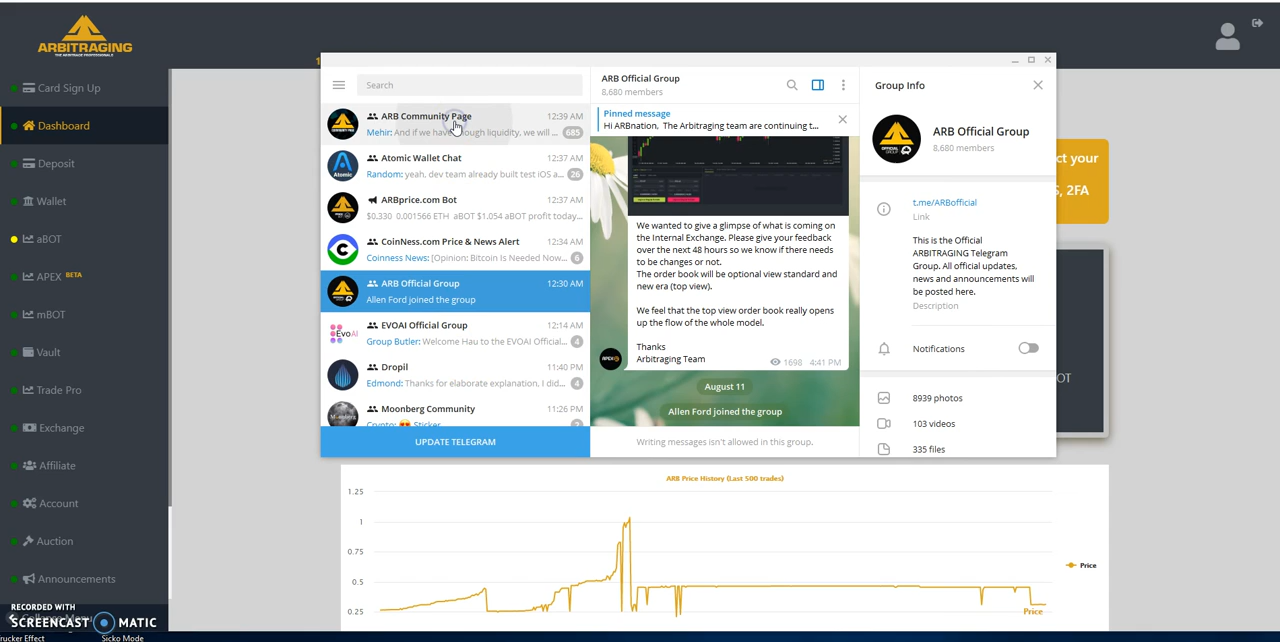 ARBITRAGING
THE ARBITRAGE PROFESSIONALS
Card Sign Up
Dashboard
Deposit
Wallet
aBOT
APEX BETA
mBOT
Vault
Trade Pro
Exchange
Affiliate
Account
Auction
Announcements
RECORDED WITH
SCREENCAST MATIC
Sicko Mode
Search
ARB Community Page 12:39 AM
Mehir: And if we have enough liquidity, we will ... 685
Atomic Wallet Chat 12:37 AM
Random: yeah. dev team already built test iOS a... 26
ARBprice.com Bot 12:37 AM
$0.330 0.001566 ETH aBOT $1.054 aBOT profit today...
CoinNess.com Price & News Alert 12:34 AM
Coinness News: [Opinion: Bitcoin Is Needed Now... 6
ARB Official Group 12:30 AM
Allen Ford joined the group
EVOAI Official Group 12:14 AM
Group Butler: Welcome Hau to the EVOAI Official... 4
Dropil 11:40 PM
Edmond: Thanks for elaborate explanation, I did... 4
Moonberg Community 11:26 PM
Crypto: Sticker
UPDATE TELEGRAM
ARB Official Group
8,680 members
Pinned message
Hi ARBnation, The Arbitraging team are continuing t...
We wanted to give a glimpse of what is coming on
the Internal Exchange. Please give your feedback
over the next 48 hours so we know if there needs
to be changes or not.
The order book will be optional view standard and
new era (top view).
We feel that the top view order book really opens
up the flow of the whole model.
Thanks
Arbitraging Team
1698 4:41 PM
August 11
Allen Ford joined the group
Writing messages isn't allowed in this group.
Group Info
ARB Official Group
8,680 members
t.me/ARBofficial
Link
This is the Official
ARBITRAGING Telegram
Group. All official updates,
news and announcements will
be posted here.
Description
Notifications
8939 photos
103 videos
335 files
ct your
S, 2FA
OT
ARB Price History (Last 500 trades)
1.25
1
0.75
0.5
0.25
Price
Price